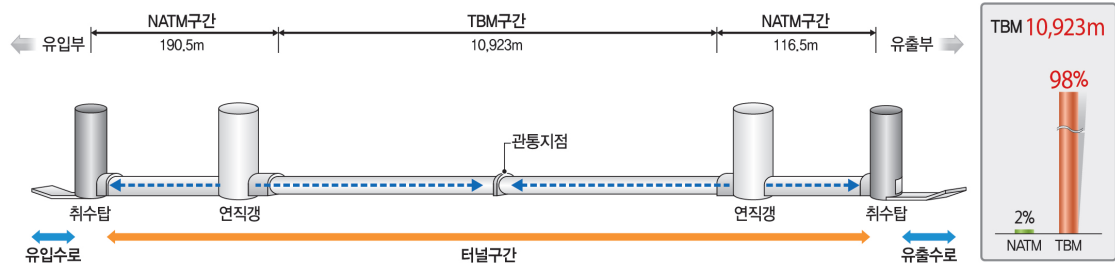 NATM구간
TBM구간
NATM구간
유입부
190.5m
10,923m
116.5m
유출부
관통지점
취수탑
연직갱
연직갱
취수탑
유입수로
터널구간
유출수로
TBM 10,923m
98%
2%
NATM
TBM